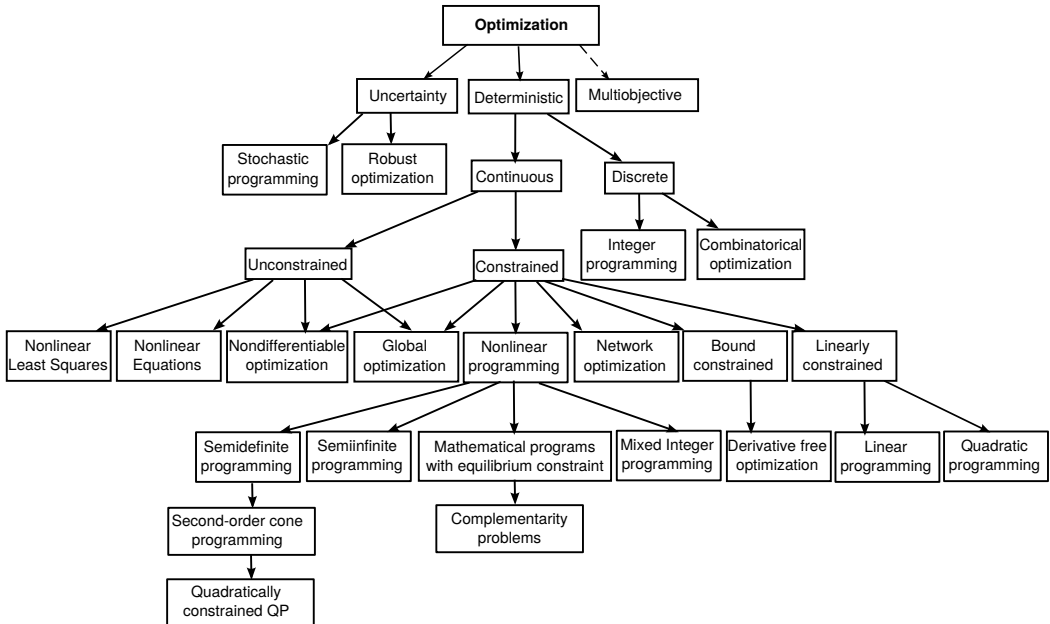 Optimization
Uncertainty
Deterministic
Multiobjective
Stochastic
programming
Robust
optimization
Continuous
Discrete
Integer
programming
Combinatorical
optimization
Unconstrained
Constrained
Nonlinear
Least Squares
Nonlinear
Equations
Nondifferentiable
optimization
Global
optimization
Nonlinear
programming
Network
optimization
Bound
constrained
Linearly
constrained
Semidefinite
programming
Semiinfinite
programming
Mathematical programs
with equilibrium constraint
Mixed Integer
programming
Derivative free
optimization
Linear
programming
Quadratic
programming
Second-order cone
programming
Complementarity
problems
Quadratically
constrained QP